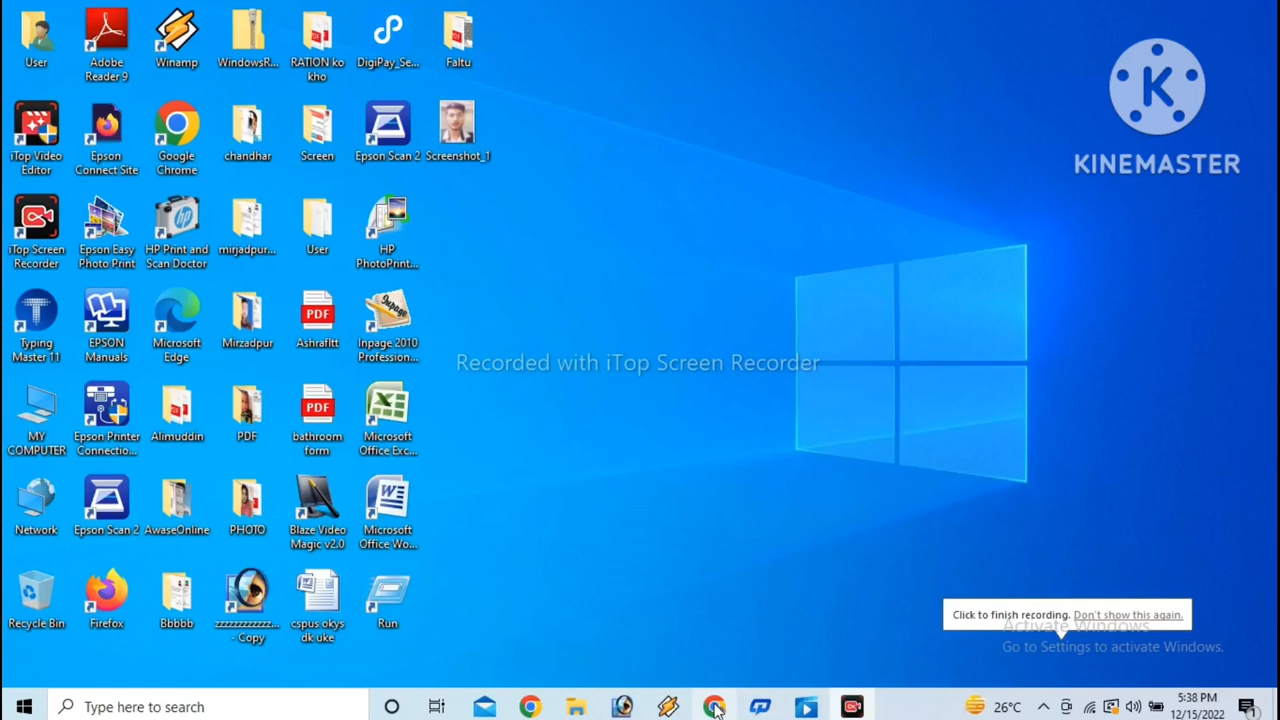 User
Adobe
Reader 9
Winamp
WindowsR...
RATION ko
kho
DigiPay_Se...
Faltu
K
KINEMASTER
iTop Video
Editor
Epson
Connect Site
Google
Chrome
chandhar
Screen
Epson Scan 2
Screenshot_1
iTop Screen
Recorder
Epson Easy
Photo Print
HP Print and
Scan Doctor
mirjadpur...
User
HP
PhotoPrint...
Typing
Master 11
EPSON
Manuals
Microsoft
Edge
Mirzadpur
PDF
Ashrafltt
Inpage
Inpage 2010
Profession...
Recorded with iTop Screen Recorder
MY
COMPUTER
Epson Printer
Connectio...
Alimuddin
PDF
PDF
bathroom
form
Microsoft
Office Exc...
Network
Epson Scan 2
AwaseOnline
PHOTO
Blaze Video
Magic v2.0
Microsoft
Office Wo...
Recycle Bin
Firefox
Bbbbb
zzzzzzzzzzzz...
- Copy
cspus okys
dk uke
Run
Click to finish recording. Don't show this again.
Activate Windows
Go to Settings to activate Windows.
Type here to search
26°C
5:38 PM
12/15/2022
1